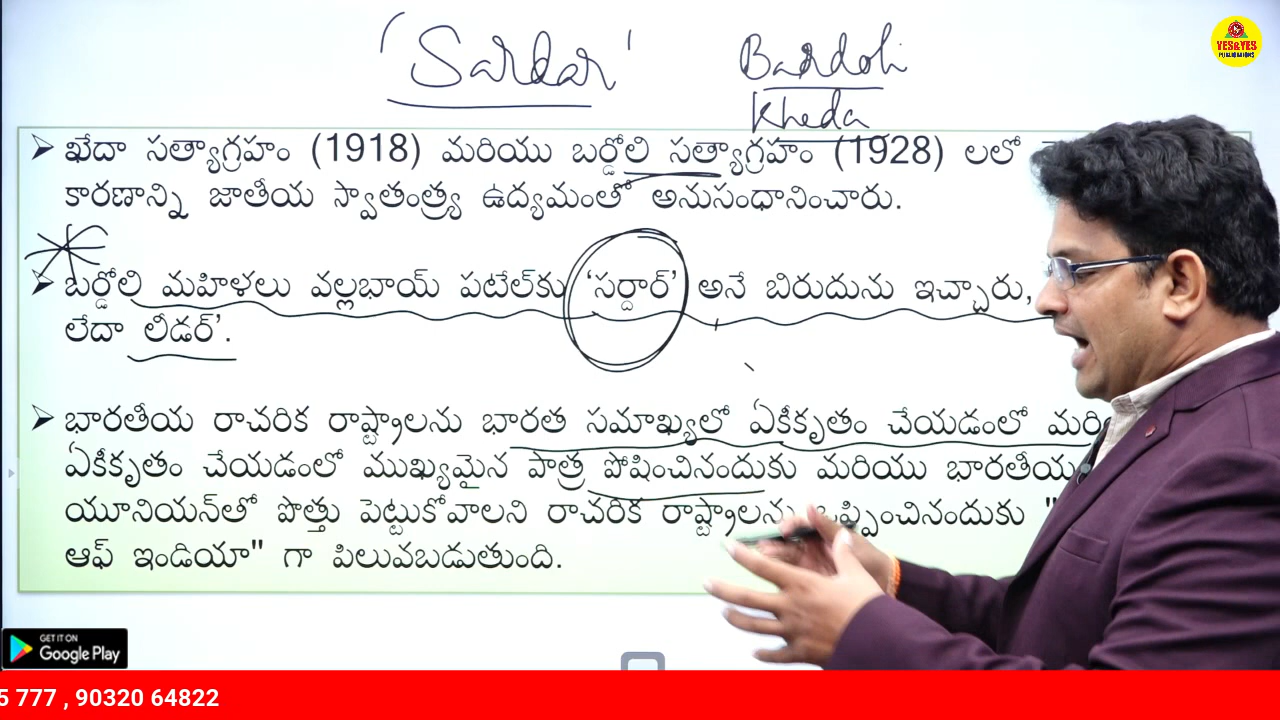 'Sardar'
Bardoli
Kheda
YES&YES
PUBLICATIONS
➢ ఖేదా సత్యాగ్రహం (1918) మరియు బర్డోలి సత్యాగ్రహం (1928) లలో
కారణాన్ని జాతీయ స్వాతంత్ర్య ఉద్యమంతో అనుసంధానించారు.
➢ బర్డోలి మహిళలు వల్లభాయ్ పటేల్‌కు 'సర్దార్' అనే బిరుదును ఇచ్చారు,
లేదా లీడర్'.
➢ భారతీయ రాచరిక రాష్ట్రాలను భారత సమాఖ్యలో ఏకీకృతం చేయడంలో
ఏకీకృతం చేయడంలో ముఖ్యమైన పాత్ర పోషించినందుకు మరియు భారతీయ
యూనియన్‌తో పొత్తు పెట్టుకోవాలని రాచరిక రాష్ట్రాలను ఒప్పించినందుకు "
ఆఫ్ ఇండియా" గా పిలువబడుతుంది.
GET IT ON
Google Play
5 777 , 90320 64822